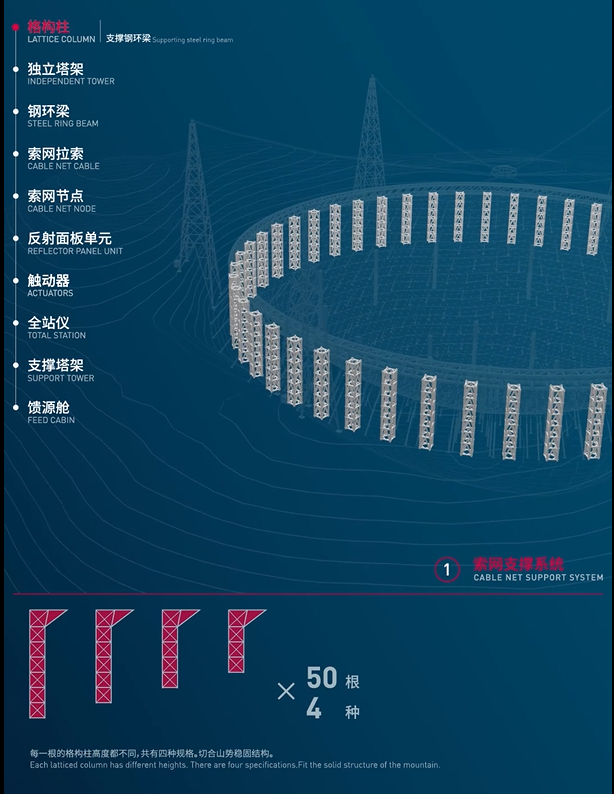 格构柱
LATTICE COLUMN
支撑钢环梁 Supporting steel ring beam
独立塔架
INDEPENDENT TOWER
钢环梁
STEEL RING BEAM
索网拉索
CABLE NET CABLE
索网节点
CABLE NET NODE
反射面板单元
REFLECTOR PANEL UNIT
触动器
ACTUATORS
全站仪
TOTAL STATION
支撑塔架
SUPPORT TOWER
馈源舱
FEED CABIN
1 索网支撑系统
CABLE NET SUPPORT SYSTEM
× 50 根
4 种
每一根的格构柱高度都不同，共有四种规格。切合山势稳固结构。
Each latticed column has different heights. There are four specifications.Fit the solid structure of the mountain.